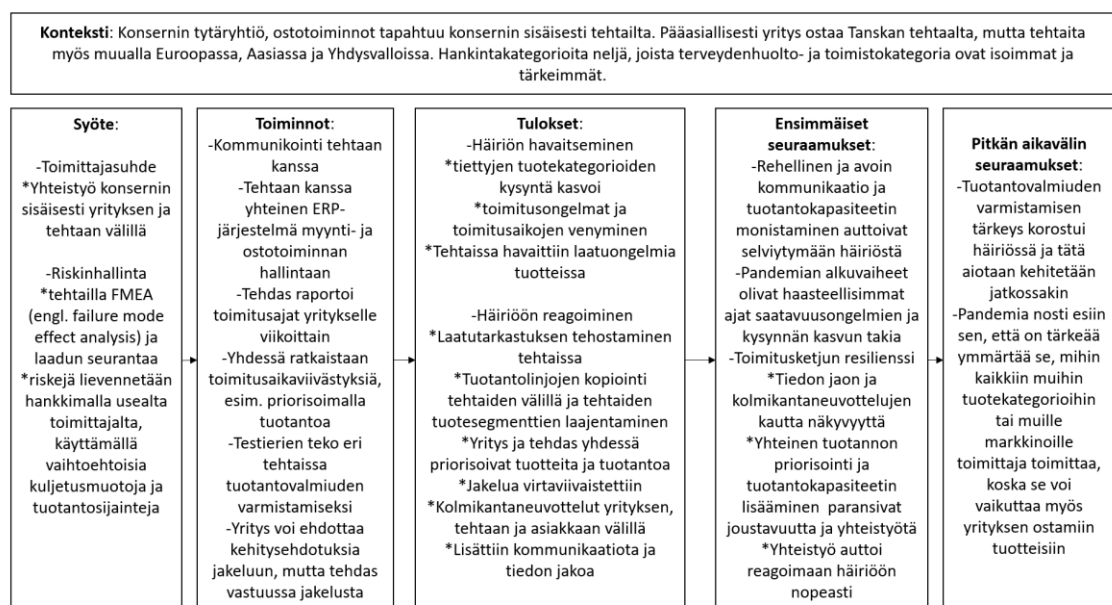 Konteksti: Konsernin tytäryhtiö, ostotoiminnot tapahtuu konsernin sisäisesti tehtailta. Pääasiallisesti yritys ostaa Tanskan tehtaalta, mutta tehtaita
myös muualla Euroopassa, Aasiassa ja Yhdysvalloissa. Hankintakategorioita neljä, joista terveydenhuolto- ja toimistokategoria ovat isoimmat ja
tärkeimmät.
Syöte:
-Toimittajasuhde
*Yhteistyö konsernin
sisäisesti yrityksen ja
tehtaan välillä
-Riskinhallinta
*tehtailla FMEA
(engl. failure mode
effect analysis) ja
laadun seurantaa
*riskejä lievennetään
hankkimalla usealta
toimittajalta,
käyttämällä
vaihtoehtoisia
kuljetusmuotoja ja
tuotantosijainteja
Toiminnot:
-Kommunikointi tehtaan
kanssa
-Tehtaan kanssa
yhteinen ERP-
järjestelmä myynti- ja
ostotoiminnan
hallintaan
-Tehdas raportoi
toimitusajat yritykselle
viikoittain
-Yhdessä ratkaistaan
toimitusaikaviivästyksiä,
esim. priorisoimalla
tuotantoa
-Testierien teko eri
tehtaissa
tuotantovalmiuden
varmistamiseksi
-Yritys voi ehdottaa
kehitysehdotuksia
jakeluun, mutta tehdas
vastuussa jakelusta
Tulokset:
-Häiriön havaitseminen
*tiettyjen tuotekategorioiden
kysyntä kasvoi
*toimitusongelmat ja
toimitusaikojen venyminen
*Tehtaissa havaittiin laatuongelmia
tuotteissa
-Häiriöön reagoiminen
*Laatutarkastuksen tehostaminen
tehtaissa
*Tuotantolinjojen kopiointi
tehtaiden välillä ja tehtaiden
tuotesegmenttien laajentaminen
*Yritys ja tehdas yhdessä
priorisoivat tuotteita ja tuotantoa
*Jakelua virtaviivaistettiin
*Kolmikantaneuvottelut yrityksen,
tehtaan ja asiakkaan välillä
*Lisättiin kommunikaatiota ja
tiedon jakoa
Ensimmäiset
seuraamukset:
-Rehellinen ja avoin
kommunikaatio ja
tuotantokapasiteetin
monistaminen auttoivat
selviytymään häiriöstä
-Pandemian alkuvaiheet
olivat haasteellisimmat
ajat saatavuusongelmien ja
kysynnän kasvun takia
-Toimitusketjun resilienssi
*Tiedon jaon ja
kolmikantaneuvottelujen
kautta näkyvyyttä
*Yhteinen tuotannon
priorisointi ja
tuotantokapasiteetin
lisääminen paransivat
joustavuutta ja yhteistyötä
*Yhteistyö auttoi
reagoimaan häiriöön
nopeasti
Pitkän aikavälin
seuraamukset:
-Tuotantovalmiuden
varmistamisen
tärkeys korostui
häiriössä ja tätä
aiotaan kehitetään
jatkossakin
-Pandemia nosti esiin
sen, että on tärkeää
ymmärtää se, mihin
kaikkiin muihin
tuotekategorioihin
tai muille
markkinoille
toimittaja toimittaa,
koska se voi
vaikuttaa myös
yrityksen ostamiin
tuotteisiin